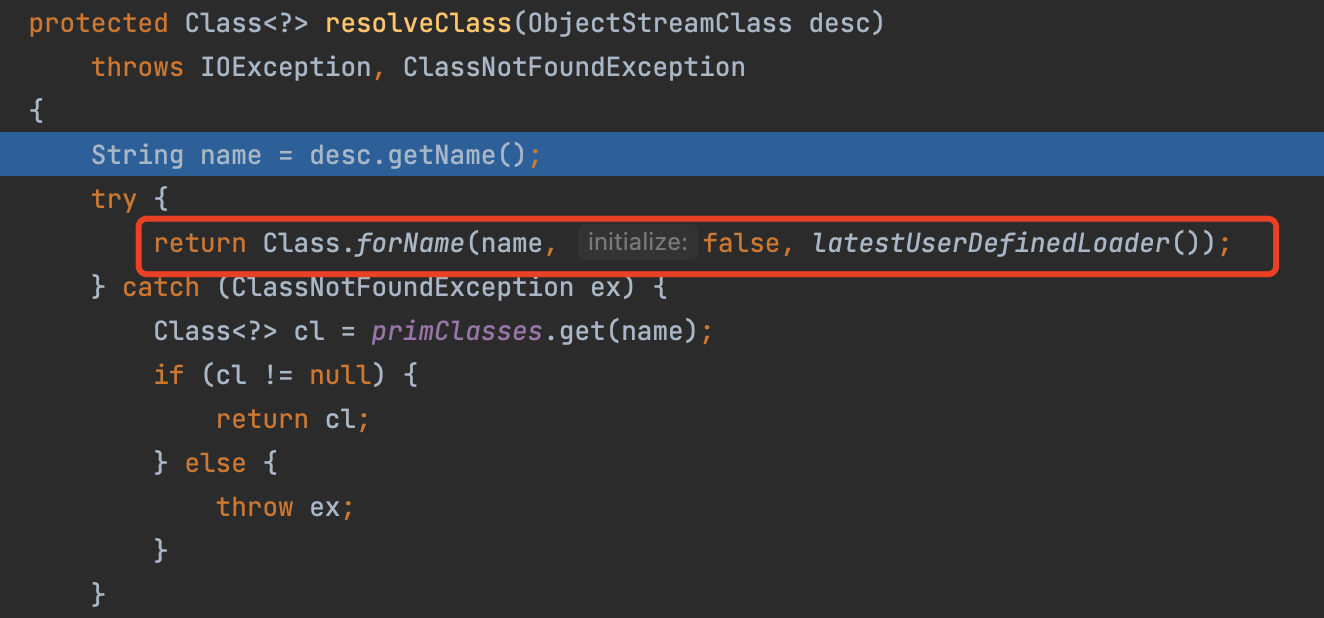 protected Class<?> resolveClass(ObjectStreamClass desc)
    throws IOException, ClassNotFoundException
{
    String name = desc.getName();
    try {
        return Class.forName(name, initialize: false, latestUserDefinedLoader());
    } catch (ClassNotFoundException ex) {
        Class<?> cl = primClasses.get(name);
        if (cl != null) {
            return cl;
        } else {
            throw ex;
        }
    }